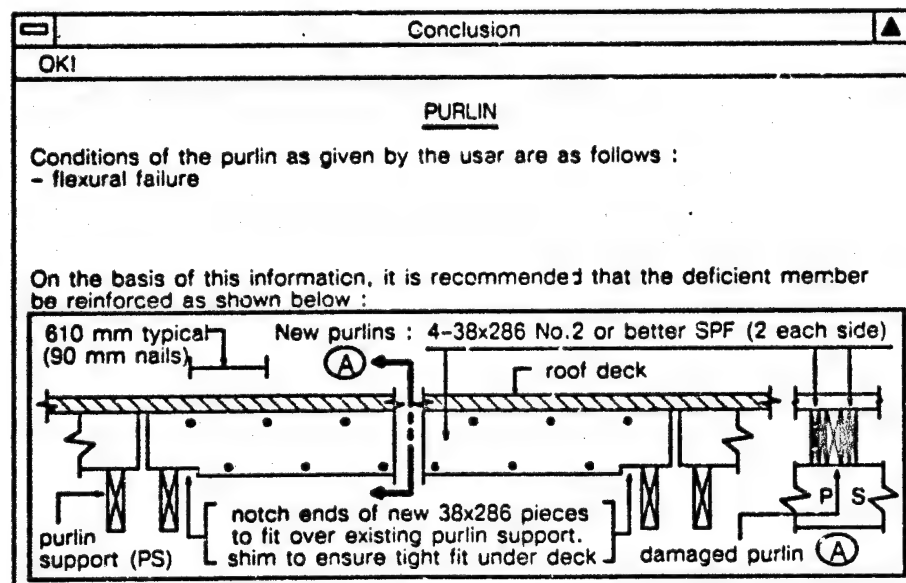 Conclusion
OK!
PURLIN
Conditions of the purlin as given by the user are as follows :
- flexural failure
On the basis of this information, it is recommended that the deficient member
be reinforced as shown below :
610 mm typical
(90 mm nails)
New purlins : 4-38x286 No.2 or better SPF (2 each side)
A
roof deck
purlin
support (PS)
notch ends of new 38x286 pieces
to fit over existing purlin support.
shim to ensure tight fit under deck
P S
damaged purlin A